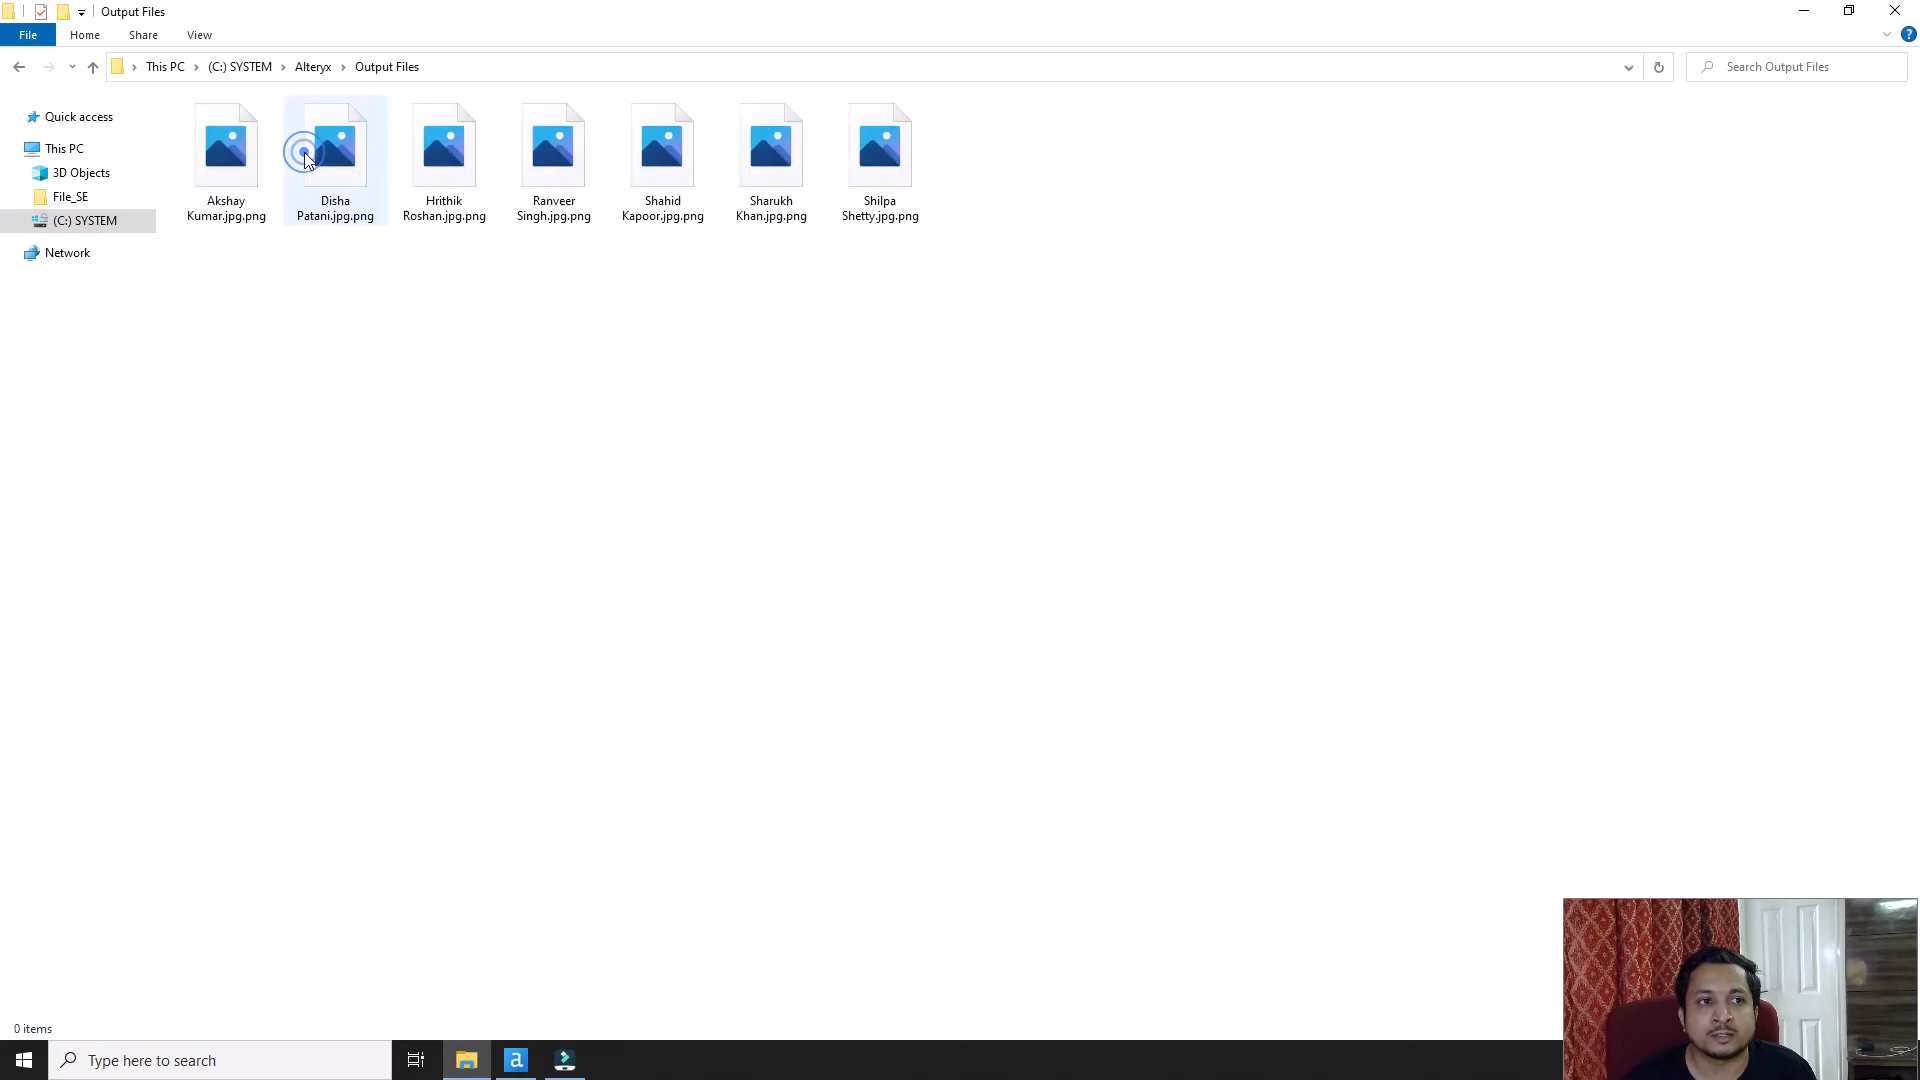 Output Files
File
Home
Share
View
This PC
(C:) SYSTEM
Alteryx
Output Files
Search Output Files
Quick access
This PC
3D Objects
File_SE
(C:) SYSTEM
Network
Akshay
Kumar.jpg.png
Disha
Patani.jpg.png
Hrithik
Roshan.jpg.png
Ranveer
Singh.jpg.png
Shahid
Kapoor.jpg.png
Sharukh
Khan.jpg.png
Shilpa
Shetty.jpg.png
0 items
Type here to search